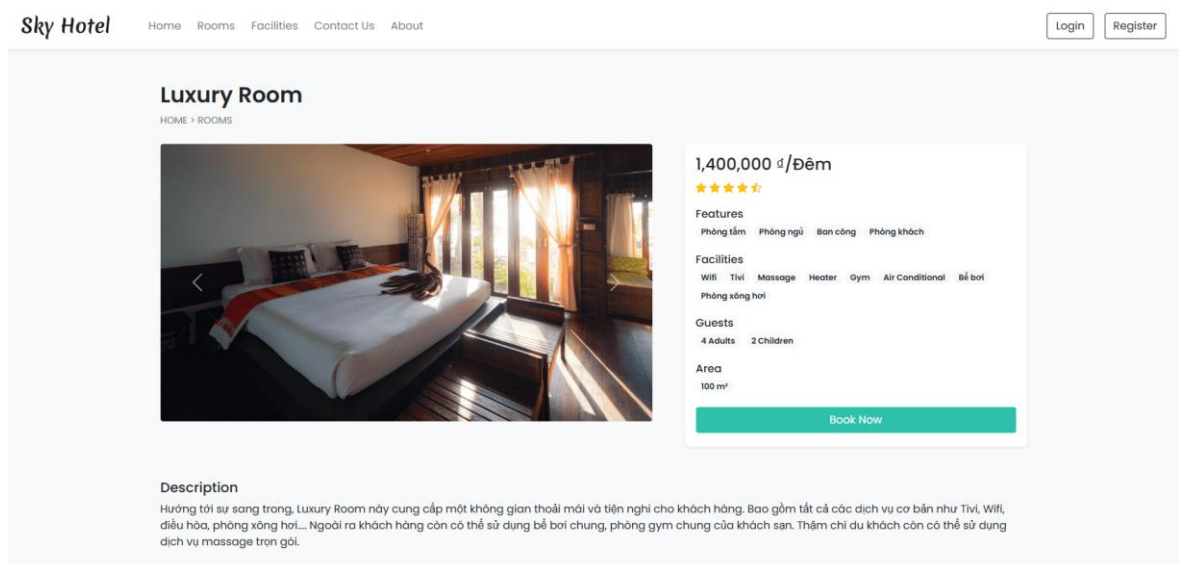 Sky Hotel Home Rooms Facilities Contact Us About Login Register
Luxury Room
HOME > ROOMS
1,400,000 ₫/Đêm
Features
Phòng tắm Phòng ngủ Ban công Phòng khách
Facilities
Wifi Tivi Massage Heater Gym Air Conditional Bể bơi
Phòng xông hơi
Guests
4 Adults 2 Children
Area
100 m²
Book Now
Description
Hướng tới sự sang trong, Luxury Room này cung cấp một không gian thoải mái và tiện nghi cho khách hàng. Bao gồm tất cả các dịch vụ cơ bản như Tivi, Wifi,
điều hòa, phòng xông hơi.... Ngoài ra khách hàng còn có thể sử dụng bể bơi chung, phòng gym chung của khách sạn. Thậm chí du khách còn có thể sử dụng
dịch vụ massage trọn gói.